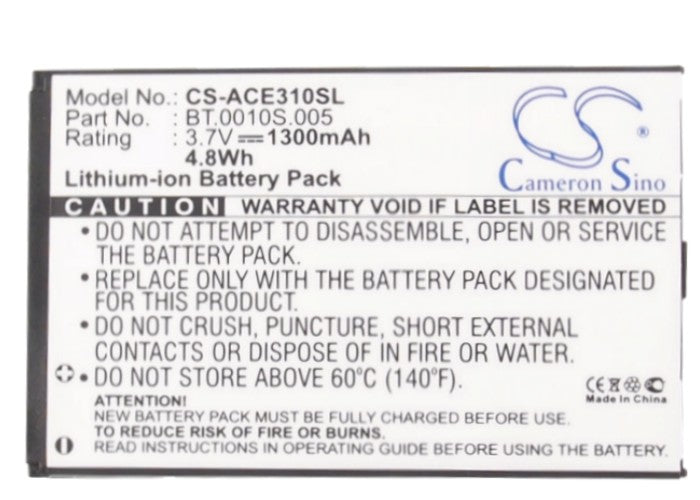 Model No.: CS-ACE310SL
Part No. : BT.0010S.005
Rating : 3.7V 1300mAh
4.8Wh
Lithium-ion Battery Pack
CS ®
Cameron Sino
CAUTION WARRANTY VOID IF LABEL IS REMOVED
• DO NOT ATTEMPT TO DISASSEMBLE, OPEN OR SERVICE
THE BATTERY PACK.
• REPLACE ONLY WITH THE BATTERY PACK DESIGNATED
FOR THIS PRODUCT.
• DO NOT CRUSH, PUNCTURE, SHORT EXTERNAL
CONTACTS OR DISPOSE OF IN FIRE OR WATER.
• DO NOT STORE ABOVE 60°C (140°F).
CE
Made In China
ATTENTION!
NEW BATTERY PACK MUST BE FULLY CHARGED BEFORE USE
TO REDUCE RISK OF FIRE OR BURNS.
READ INSTRUCTIONS IN OPERATING GUIDE BEFORE USING THE BATTERY.